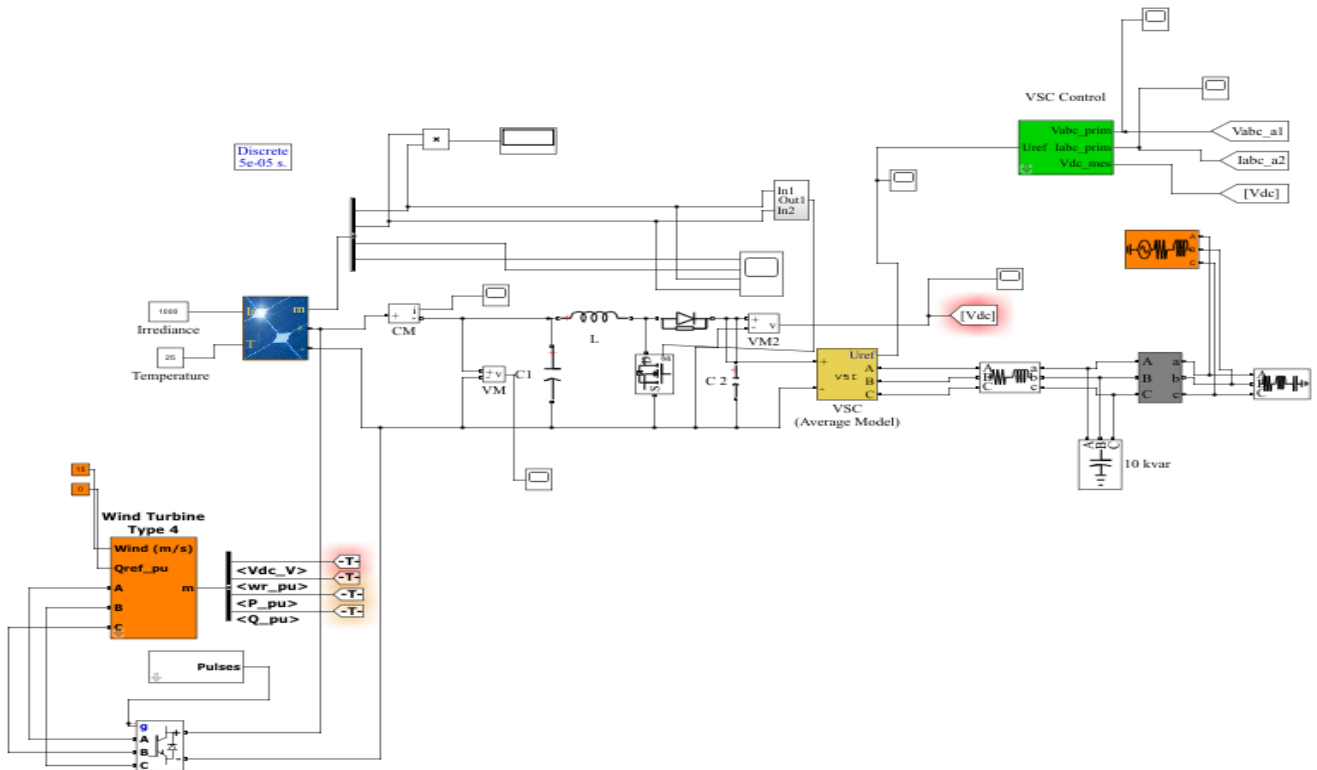 VSC Control
Vabc_prim
Uref
Iabc_prim
Vdc_mes
Vabc_a1
Iabc_a2
[Vdc]
Discrete
5e-05 s.
×
In1
Out1
In2
A
C
1000
Irrediance
25
Temperature
T
m
+
-
i
+
-
CM
L
+
-
v
VM2
[Vdc]
+
-
v
VM
C1
S
C 2
Uref
+
A
VSC
B
-
C
VSC
(Average Model)
A
B
C
a
b
c
A
B
C
a
b
c
A
B
C
A
B
C
10 kvar
15
0
Wind Turbine
Type 4
Wind (m/s)
Qref_pu
A
m
B
C
-T-
<Vdc_V>
-T-
<wr_pu>
-T-
<P_pu>
-T-
<Q_pu>
Pulses
g
+
A
B
-
C